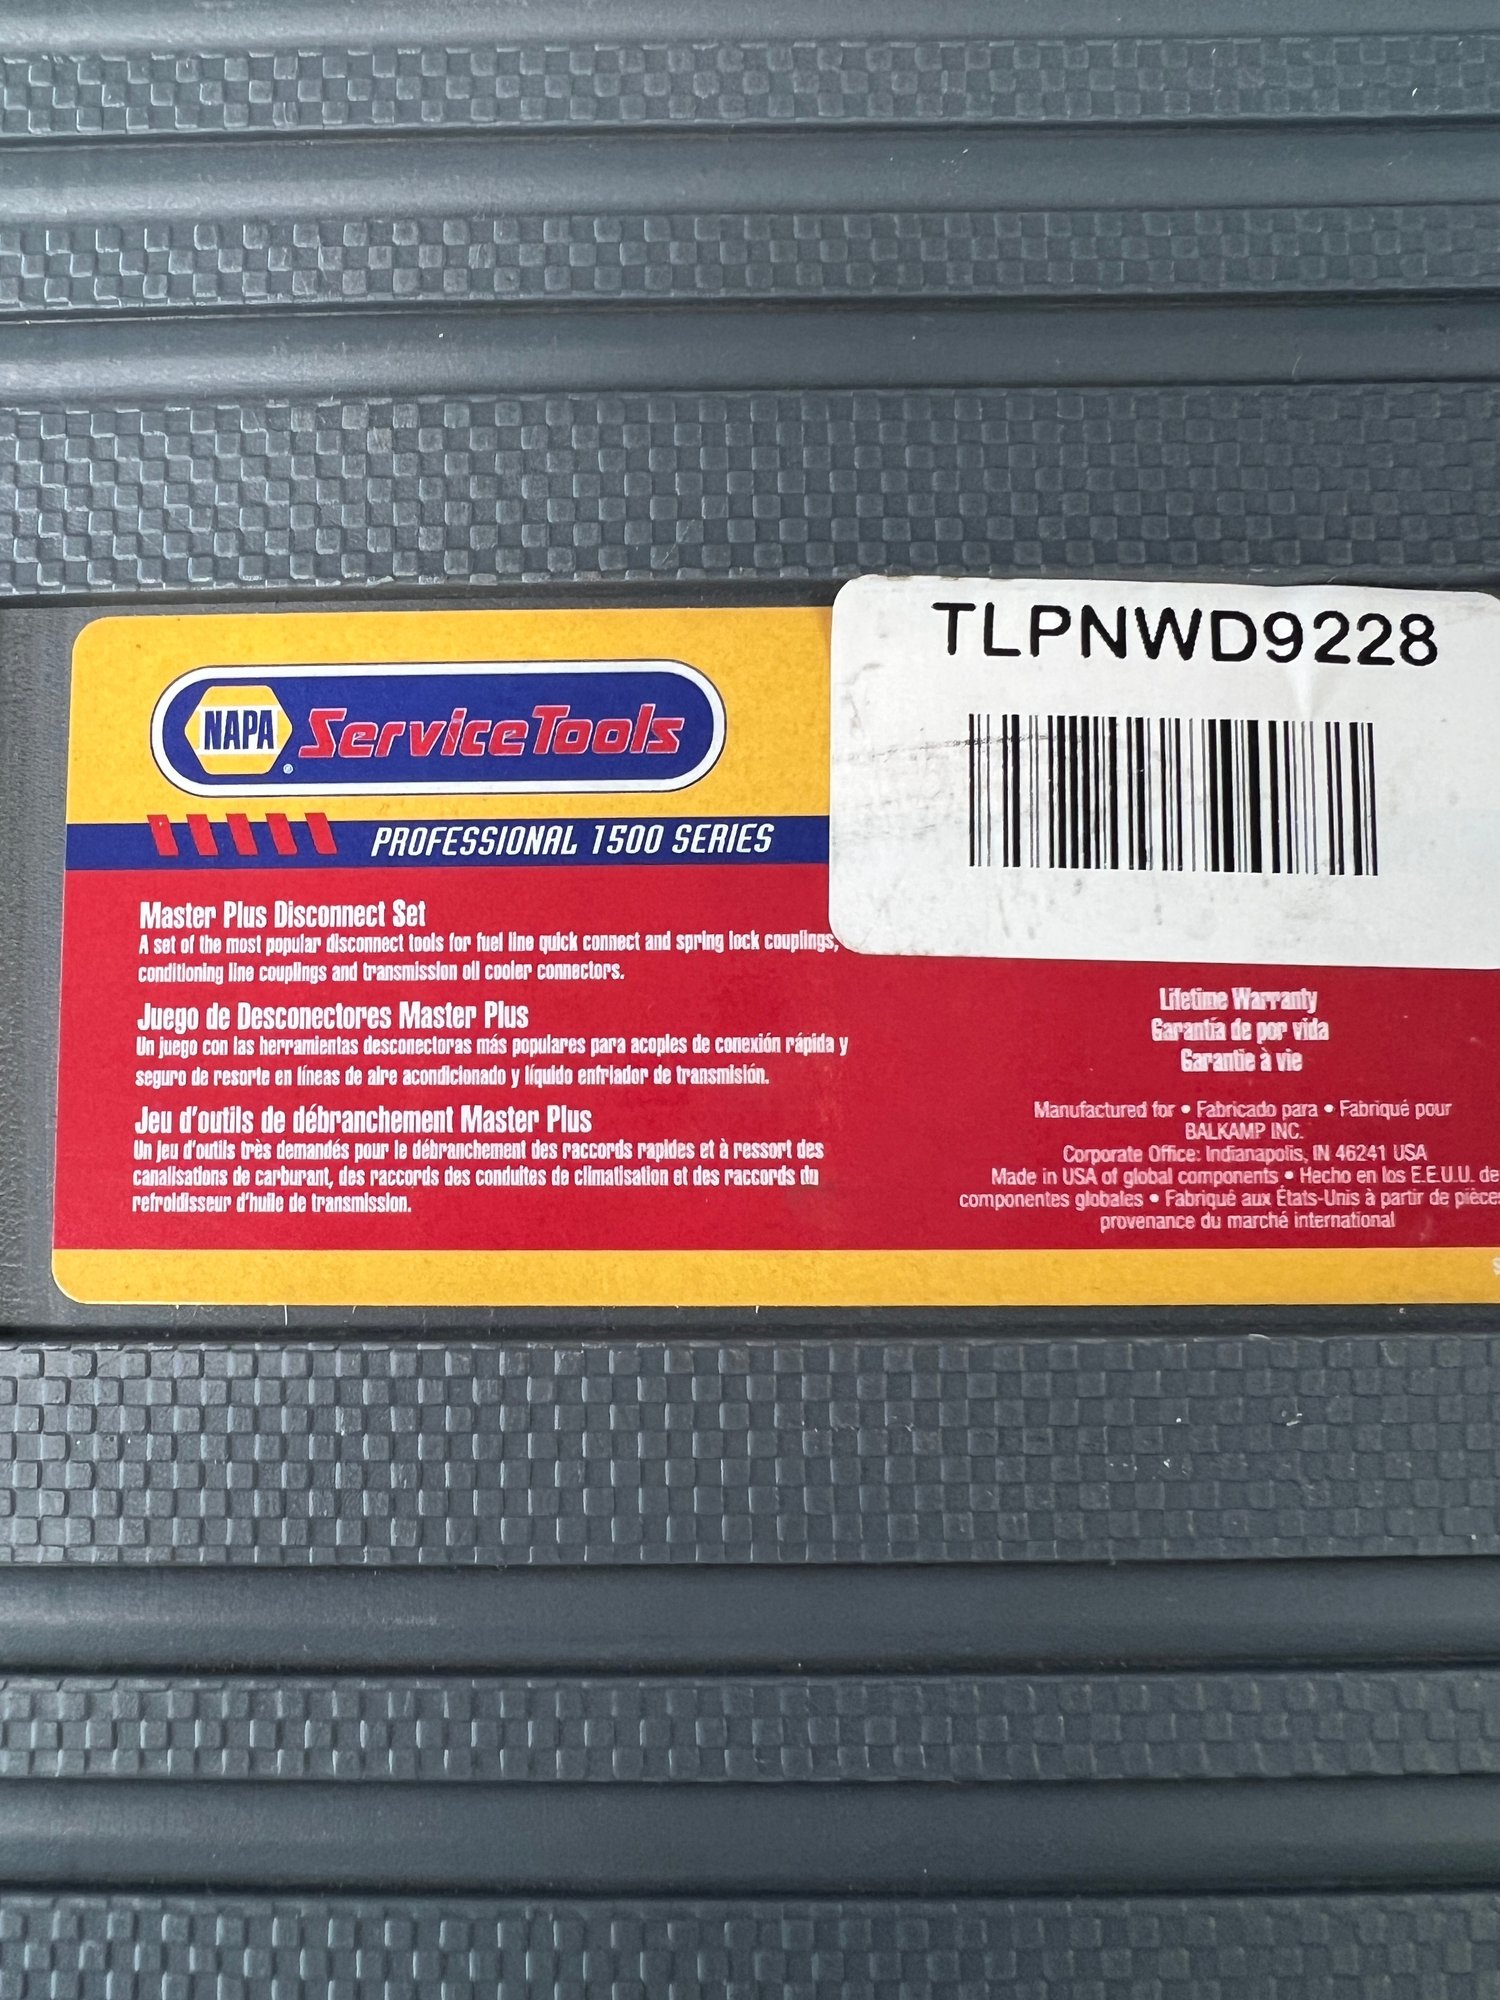 TLPNWD9228
NAPA ServiceTools
PROFESSIONAL 1500 SERIES
Master Plus Disconnect Set
A set of the most popular disconnect tools for fuel line quick connect and spring lock couplings,
conditioning line couplings and transmission oil cooler connectors.
Juego de Desconectores Master Plus
Un juego con las herramientas desconectoras más populares para acoples de conexión rápida y
seguro de resorte en líneas de aire acondicionado y líquido enfriador de transmisión.
Jeu d'outils de débranchement Master Plus
Un jeu d'outils très demandés pour le débranchement des raccords rapides et à ressort des
canalisations de carburant, des raccords des conduites de climatisation et des raccords du
refroidisseur d'huile de transmission.
Lifetime Warranty
Garantía de por vida
Garantie à vie
Manufactured for • Fabricado para • Fabriqué pour
BALKAMP INC.
Corporate Office: Indianapolis, IN 46241 USA
Made in USA of global components • Hecho en los E.E.U.U. de
componentes globales • Fabriqué aux États-Unis à partir de
provenance du marché international